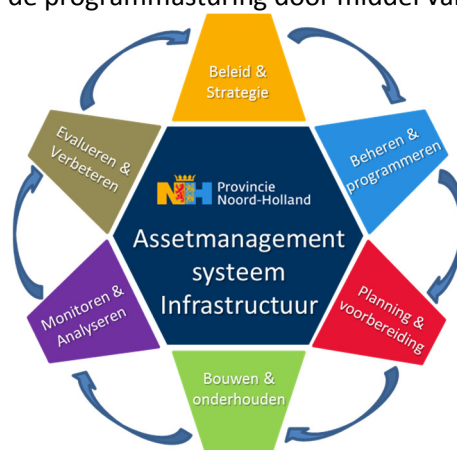 de programmasturing door middel van
Beleid &
Strategie
Beheren &
programmeren
Planning &
voorbereiding
Bouwen &
onderhouden
Monitoren &
Analyseren
Evalueren &
Verbeteren
NH Provincie
Noord-Holland
Assetmanagement
systeem
Infrastructuur